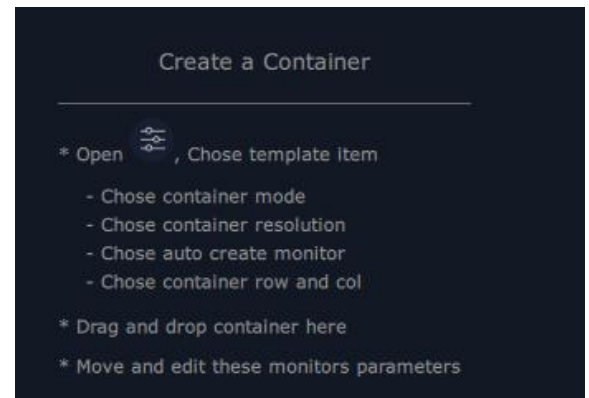 Create a Container
* Open , Chose template item
- Chose container mode
- Chose container resolution
- Chose auto create monitor
- Chose container row and col
* Drag and drop container here
* Move and edit these monitors parameters